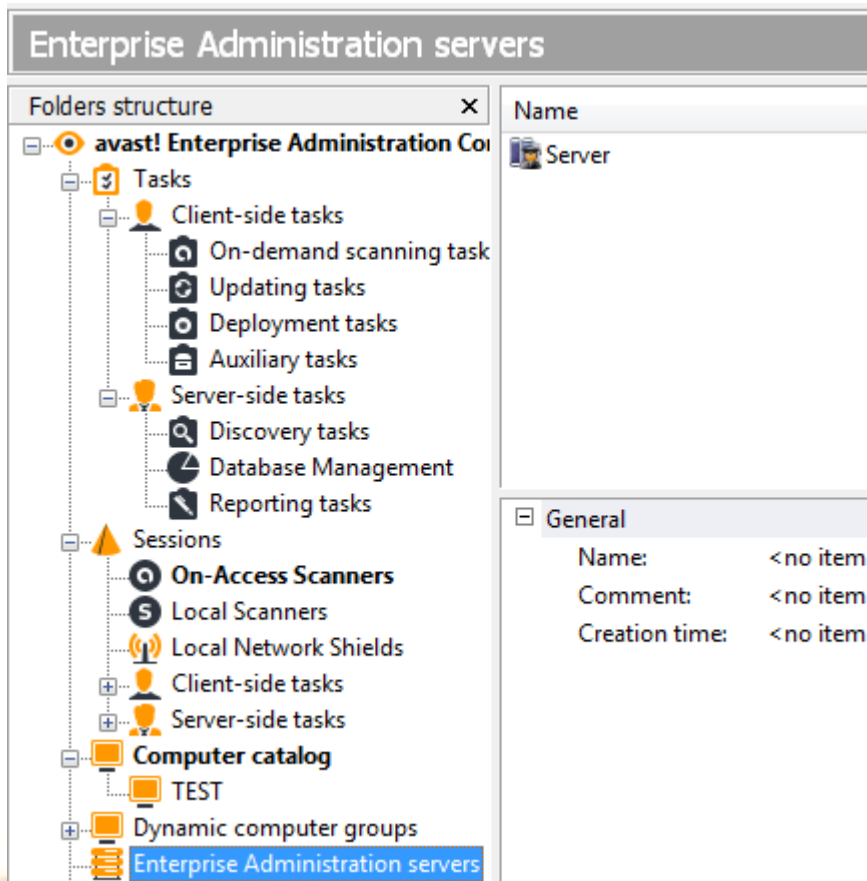 Enterprise Administration servers
Folders structure
avast! Enterprise Administration Co
Tasks
Client-side tasks
On-demand scanning task
Updating tasks
Deployment tasks
Auxiliary tasks
Server-side tasks
Discovery tasks
Database Management
Reporting tasks
Sessions
On-Access Scanners
Local Scanners
Local Network Shields
Client-side tasks
Server-side tasks
Computer catalog
TEST
Dynamic computer groups
Enterprise Administration servers
Name
Server
General
Name: <no item
Comment: <no item
Creation time: <no item